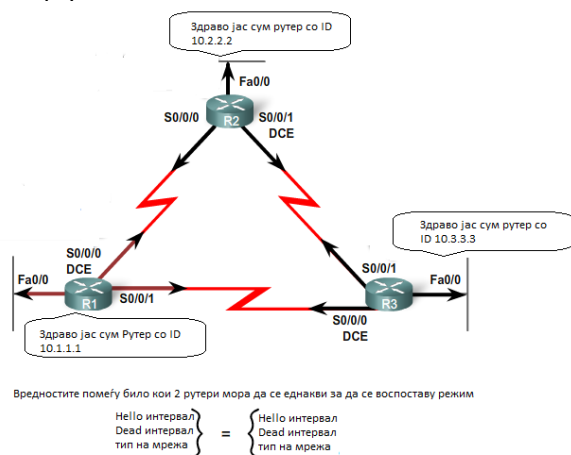 Здраво јас сум рутер со ID
10.2.2.2
Fa0/0
S0/0/0
S0/0/1
R2
DCE
Здраво јас сум рутер со
ID 10.3.3.3
S0/0/0
DCE
S0/0/1
Fa0/0
Fa0/0
R1
S0/0/1
R3
S0/0/0
DCE
Здраво јас сум Рутер со ID
10.1.1.1
Вредностите помеѓу било кои 2 рутери мора да се еднакви за да се воспоставу режим
Hello интервал
Dead интервал
тип на мрежа
=
Hello интервал
Dead интервал
тип на мрежа